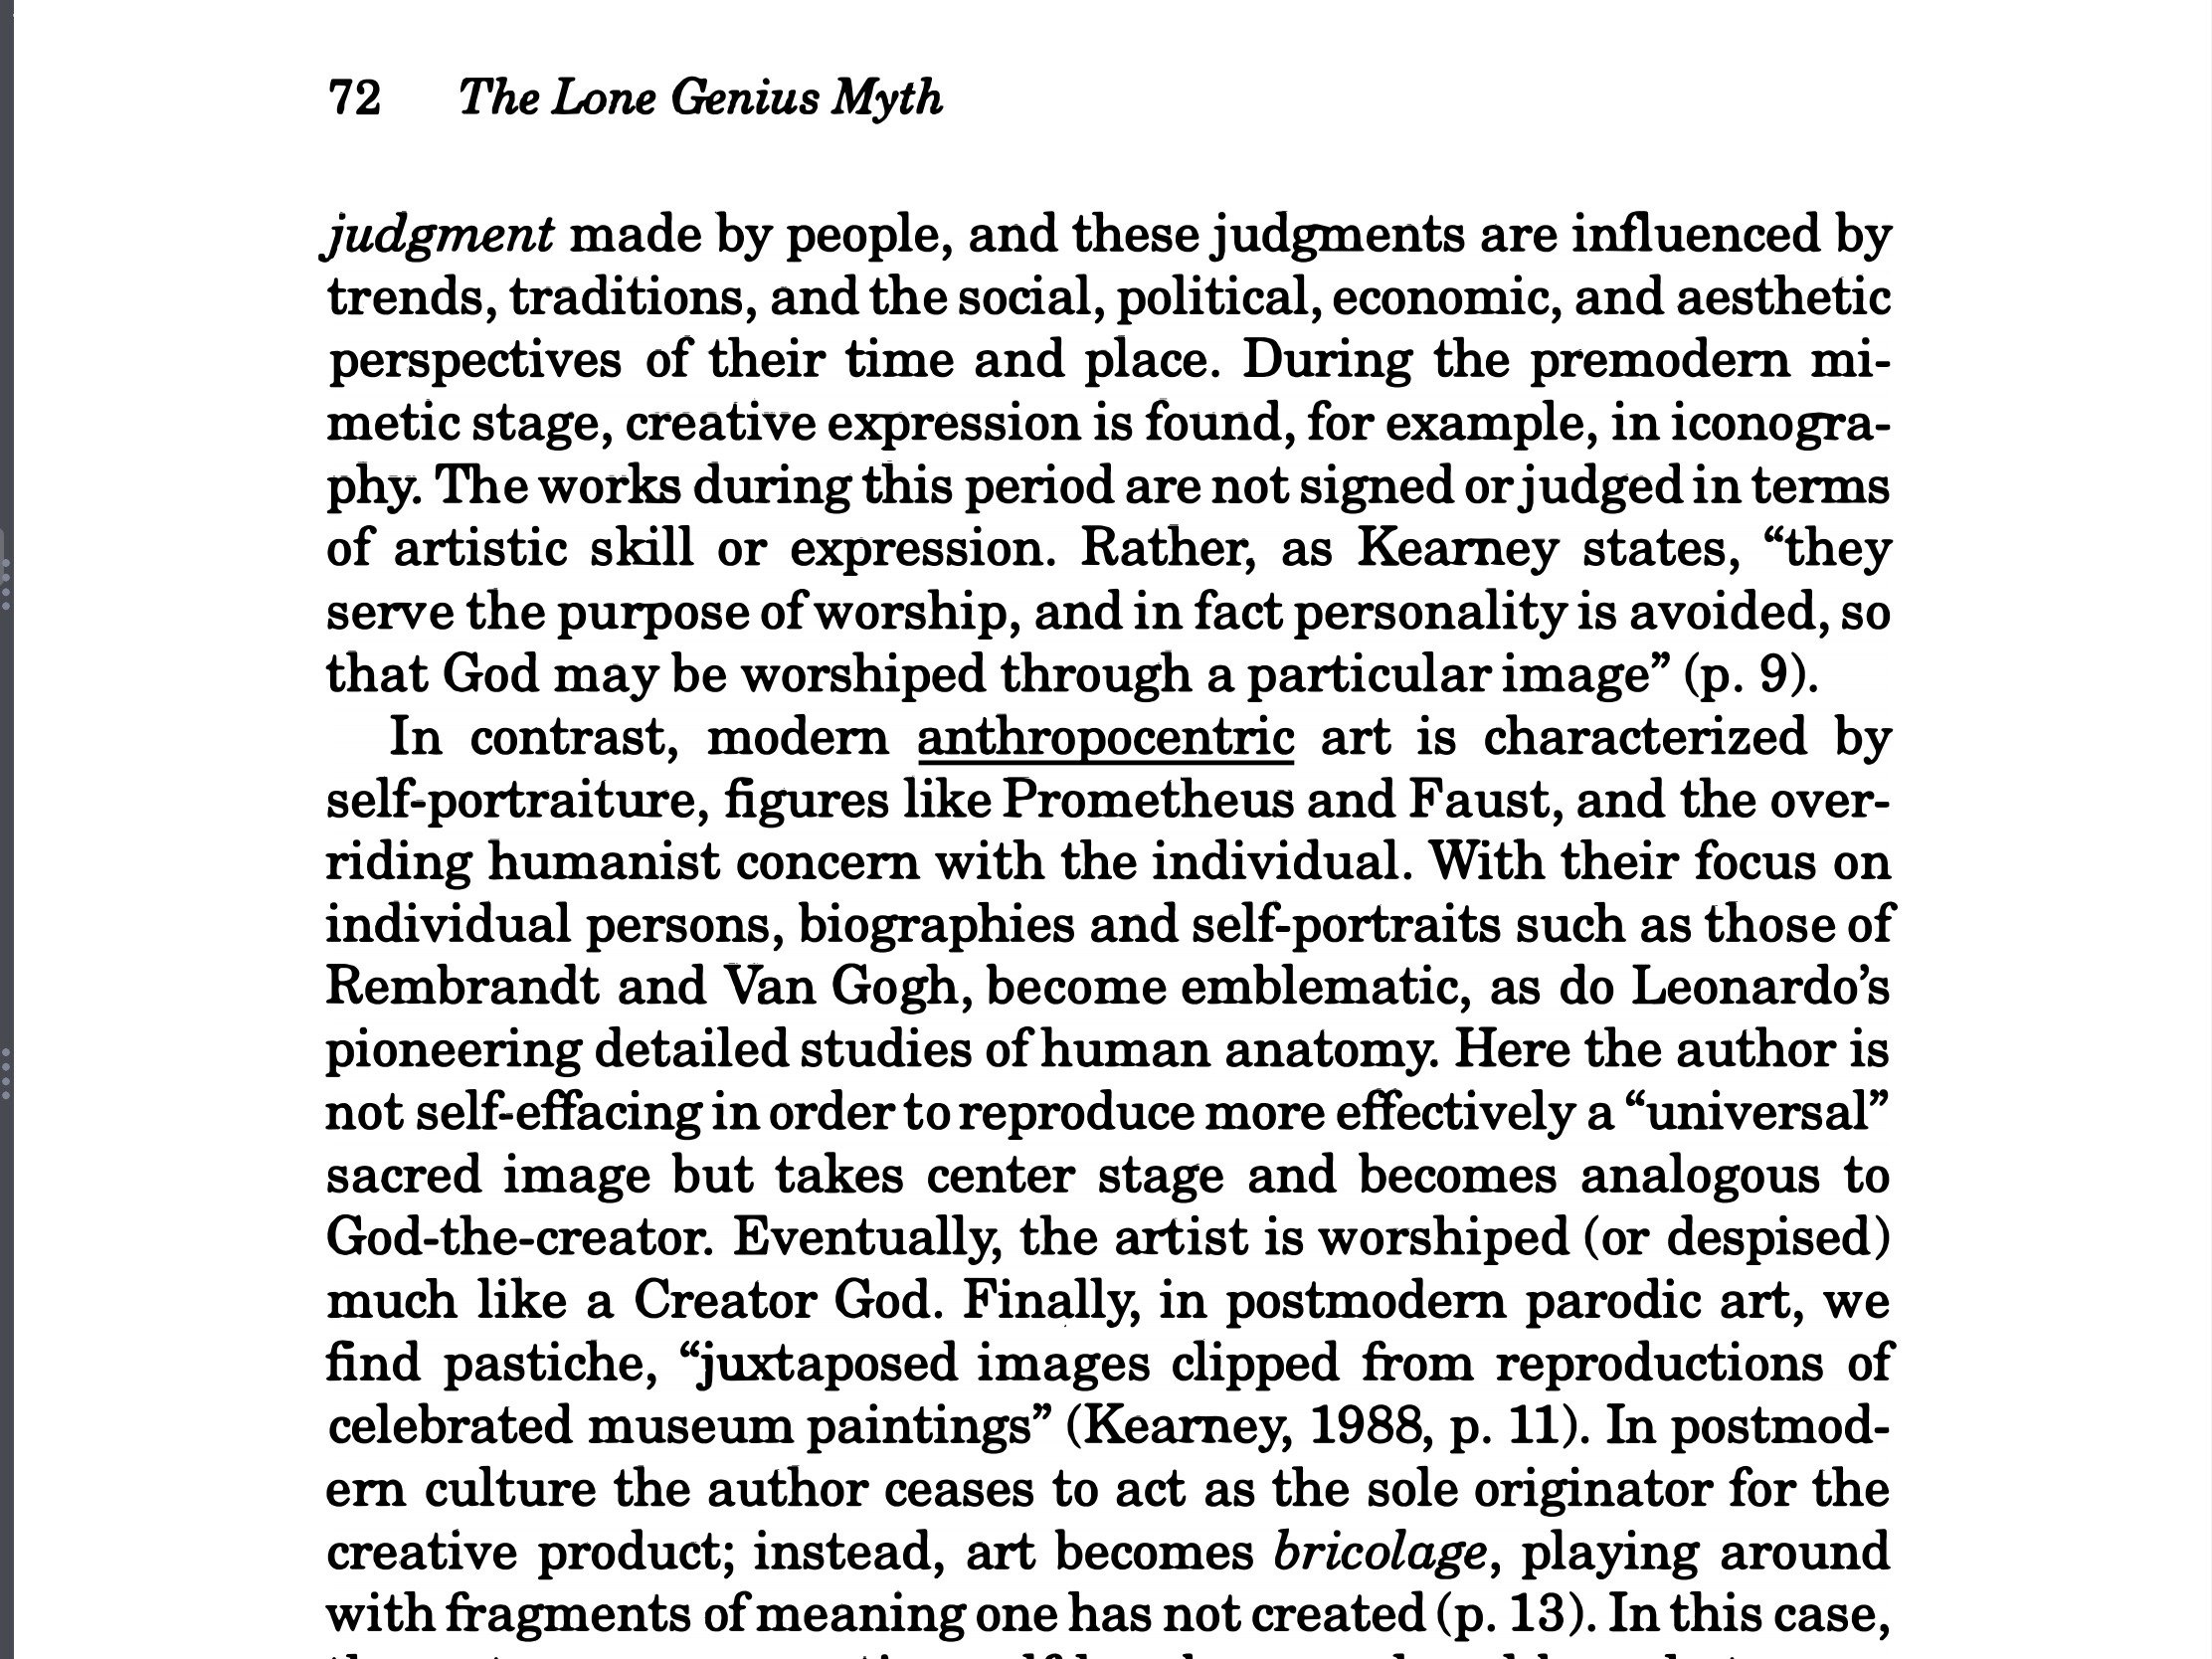 72 The Lone Genius Myth
judgment made by people, and these judgments are influenced by
trends, traditions, and the social, political, economic, and aesthetic
perspectives of their time and place. During the premodern mi-
metic stage, creative expression is found, for example, in iconogra-
phy. The works during this period are not signed or judged in terms
of artistic skill or expression. Rather, as Kearney states, “they
serve the purpose of worship, and in fact personality is avoided, so
that God may be worshiped through a particular image” (p. 9).
In contrast, modern anthropocentric art is characterized by
self-portraiture, figures like Prometheus and Faust, and the over-
riding humanist concern with the individual. With their focus on
individual persons, biographies and self-portraits such as those of
Rembrandt and Van Gogh, become emblematic, as do Leonardo’s
pioneering detailed studies of human anatomy. Here the author is
not self-effacing in order to reproduce more effectively a “universal”
sacred image but takes center stage and becomes analogous to
God-the-creator. Eventually, the artist is worshiped (or despised)
much like a Creator God. Finally, in postmodern parodic art, we
find pastiche, “juxtaposed images clipped from reproductions of
celebrated museum paintings” (Kearney, 1988, p. 11). In postmod-
ern culture the author ceases to act as the sole originator for the
creative product; instead, art becomes bricolage, playing around
with fragments of meaning one has not created (p. 13). In this case,